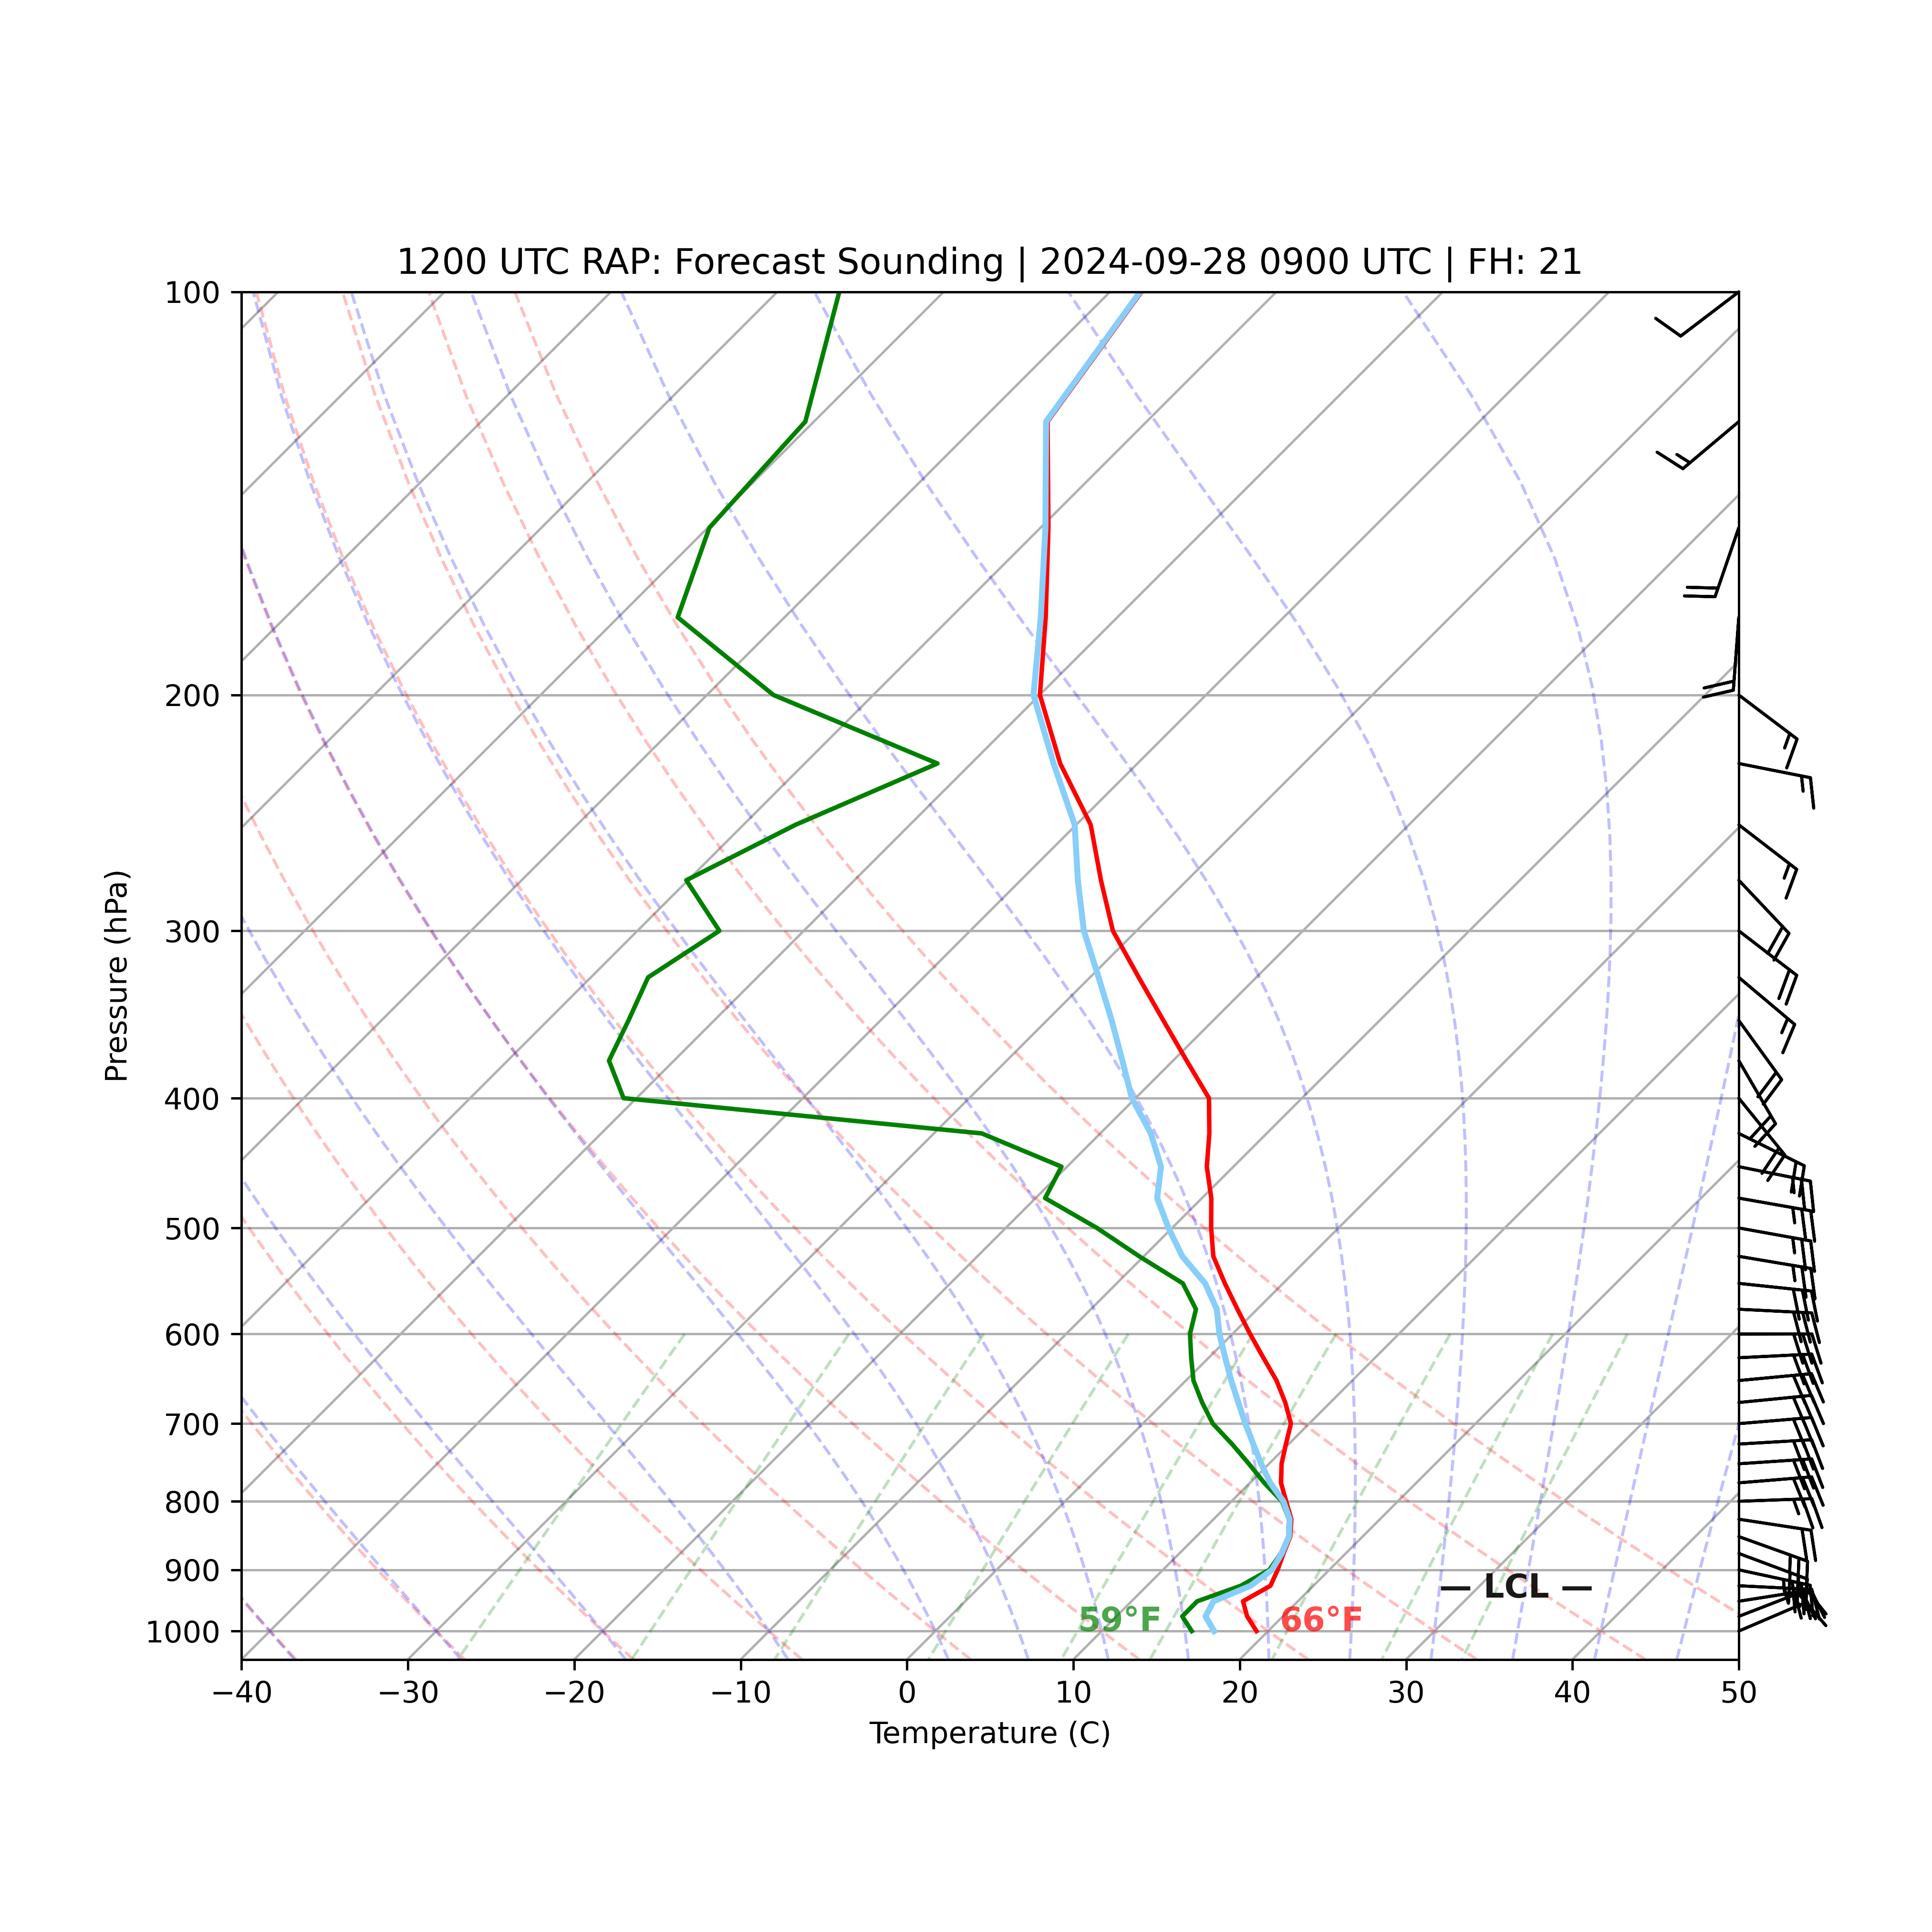 1200 UTC RAP: Forecast Sounding | 2024-09-28 0900 UTC | FH: 21
100
200
300
400
500
600
700
800
900
1000
Pressure (hPa)
— LCL —
59°F
66°F
−40 −30 −20 −10 0 10 20 30 40 50
Temperature (C)